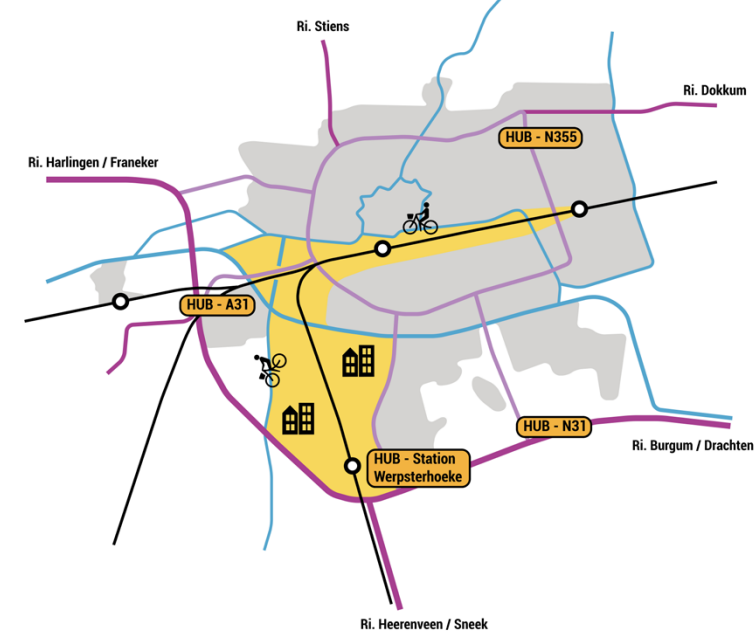 Ri. Stiens
Ri. Dokkum
HUB - N355
Ri. Harlingen / Franeker
HUB - A31
HUB - N31
Ri. Burgum / Drachten
HUB - Station
Werpsterhoeke
Ri. Heerenveen / Sneek